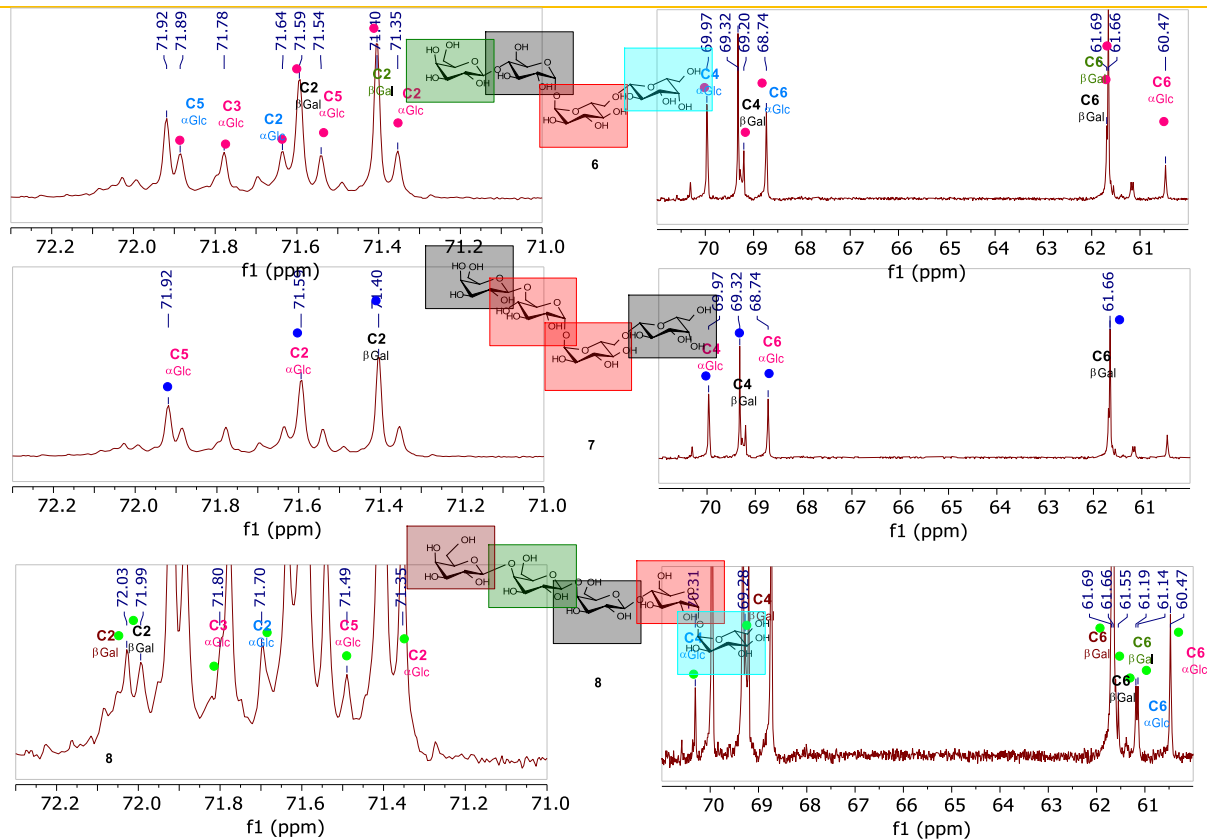 71.92
71.89
71.78
71.64
71.59
71.54
71.40
71.35
C5
αGlc
C3
αGlc
C2
αGlc
C2
βGal
C5
αGlc
C2
βGal
C2
αGlc
72.2 72.0 71.8 71.6 71.4 71.2 71.0
f1 (ppm)
6
69.97
69.32
69.20
68.74
61.69
61.66
60.47
C4
αGlc
C4
βGal
C6
αGlc
C6
βGal
C6
βGal
C6
αGlc
70 69 68 67 66 65 64 63 62 61
f1 (ppm)
71.92
71.59
71.40
C5
αGlc
C2
αGlc
C2
βGal
72.2 72.0 71.8 71.6 71.4 71.2 71.0
f1 (ppm)
7
69.97
69.32
68.74
61.66
C4
αGlc
C4
βGal
C6
αGlc
C6
βGal
70 69 68 67 66 65 64 63 62 61
f1 (ppm)
72.03
71.99
71.80
71.70
71.49
71.35
C2
βGal
C2
βGal
C3
αGlc
C2
αGlc
C5
αGlc
C2
αGlc
8
72.2 72.0 71.8 71.6 71.4 71.2 71.0
f1 (ppm)
8
70.31
69.28
61.69
61.66
61.55
61.19
61.14
60.47
C4
αGlc
C4
βGal
C6
βGal
C6
βGal
C6
βGal
C6
αGlc
C6
αGlc
70 69 68 67 66 65 64 63 62 61
f1 (ppm)